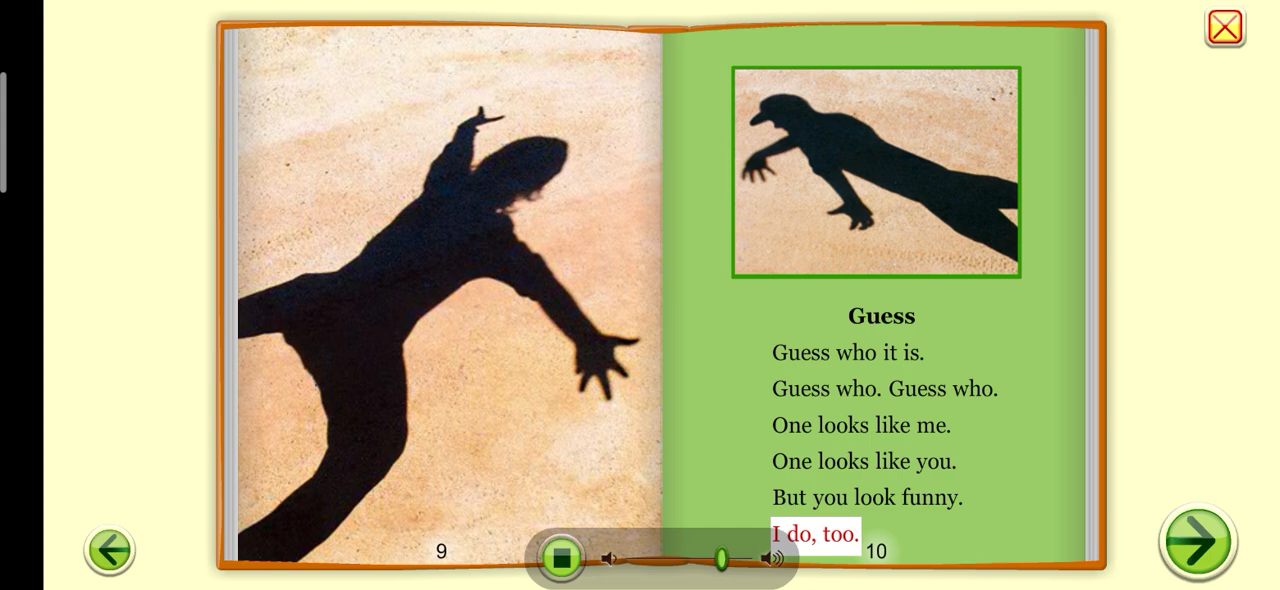 Guess
Guess who it is.
Guess who. Guess who.
One looks like me.
One looks like you.
But you look funny.
I do, too.
9
10